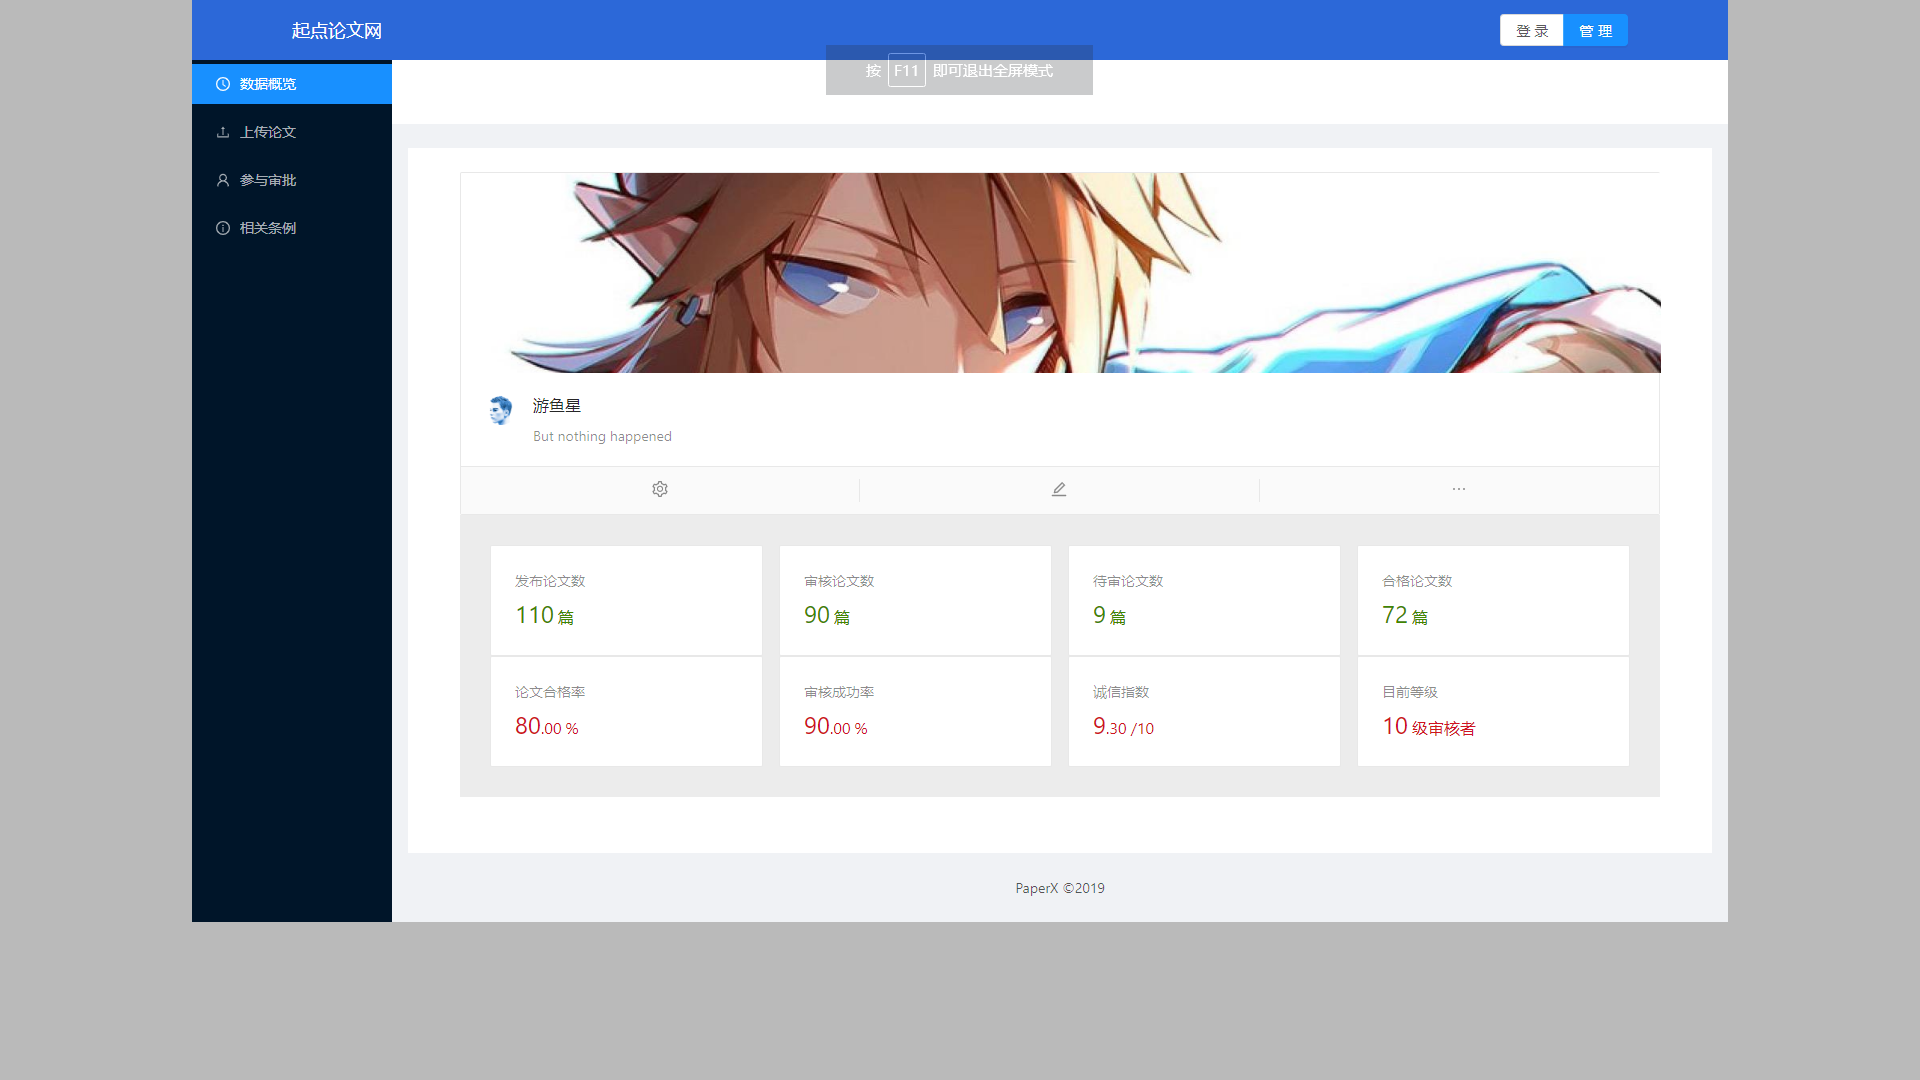 起点论文网
登 录
管 理
按 F11 即可退出全屏模式
数据概览
上传论文
参与审批
相关条例
游鱼星
But nothing happened
发布论文数
110 篇
审核论文数
90 篇
待审论文数
9 篇
合格论文数
72 篇
论文合格率
80.00 %
审核成功率
90.00 %
诚信指数
9.30 /10
目前等级
10 级审核者
PaperX ©2019